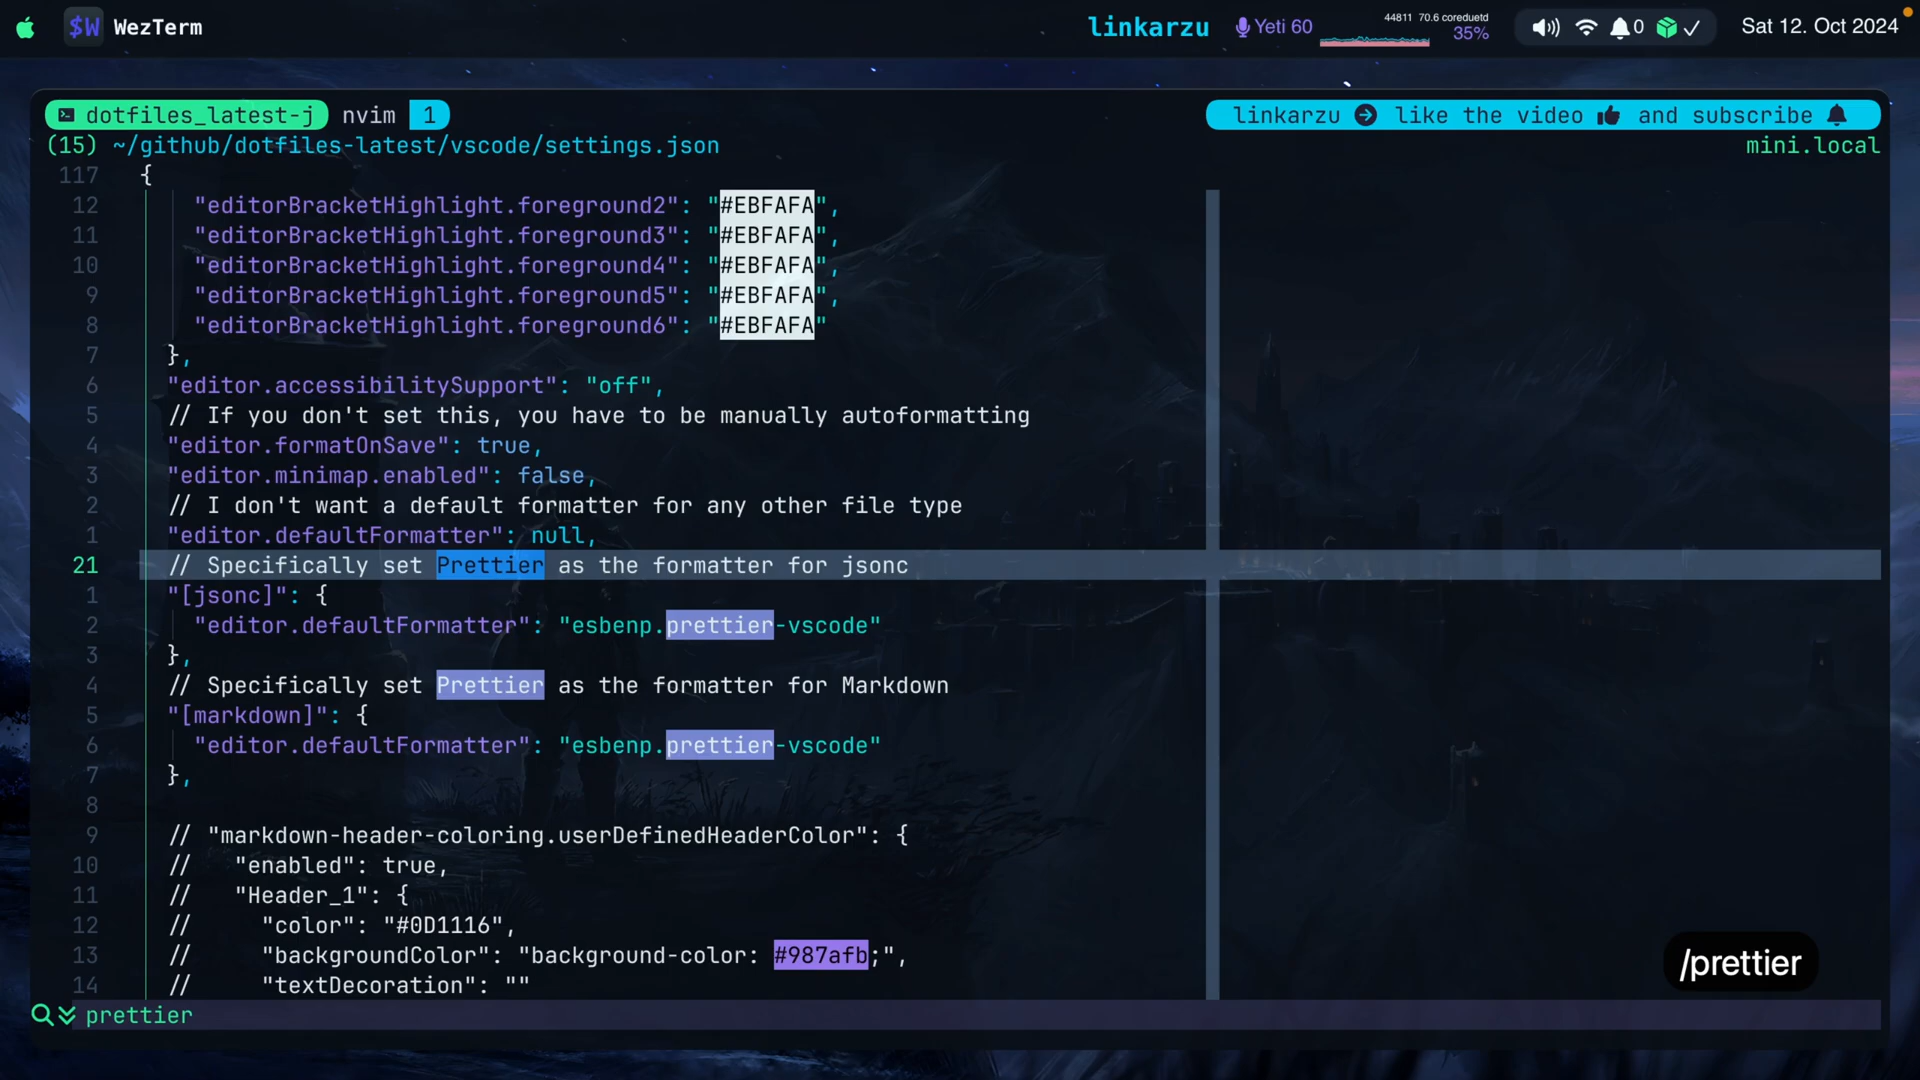 $W WezTerm linkarzu Yeti 60 44811 70.6 coreduetd 35% 0 Sat 12. Oct 2024
dotfiles_latest-j nvim 1 linkarzu like the video and subscribe
(15) ~/github/dotfiles-latest/vscode/settings.json mini.local
117 {
12 "editorBracketHighlight.foreground2": "#EBFAFA",
11 "editorBracketHighlight.foreground3": "#EBFAFA",
10 "editorBracketHighlight.foreground4": "#EBFAFA",
9 "editorBracketHighlight.foreground5": "#EBFAFA",
8 "editorBracketHighlight.foreground6": "#EBFAFA"
7 },
6 "editor.accessibilitySupport": "off",
5 // If you don't set this, you have to be manually autoformatting
4 "editor.formatOnSave": true,
3 "editor.minimap.enabled": false,
2 // I don't want a default formatter for any other file type
1 "editor.defaultFormatter": null,
21 // Specifically set Prettier as the formatter for jsonc
1 "[jsonc]": {
2 "editor.defaultFormatter": "esbenp.prettier-vscode"
3 },
4 // Specifically set Prettier as the formatter for Markdown
5 "[markdown]": {
6 "editor.defaultFormatter": "esbenp.prettier-vscode"
7 },
8
9 // "markdown-header-coloring.userDefinedHeaderColor": {
10 // "enabled": true,
11 // "Header_1": {
12 // "color": "#0D1116",
13 // "backgroundColor": "background-color: #987afb;",
14 // "textDecoration": ""
/prettier
prettier